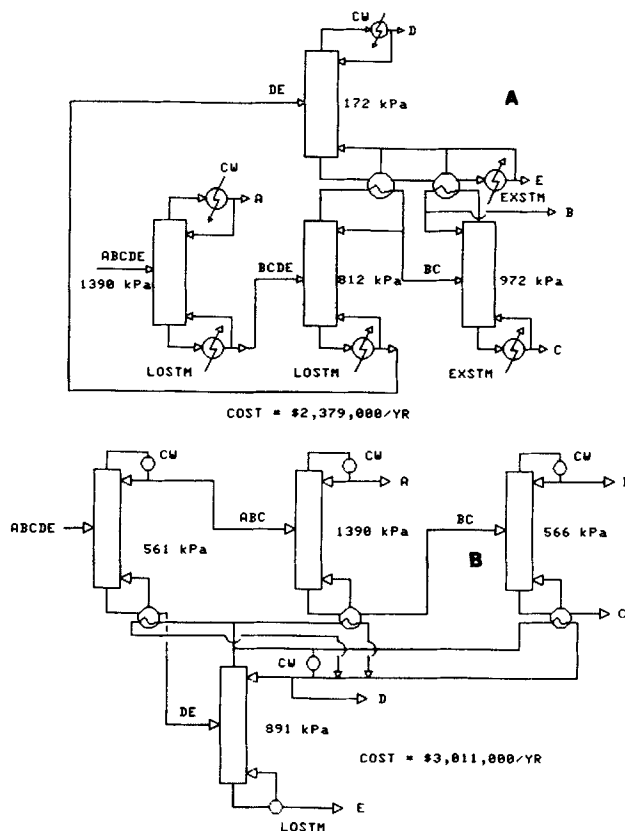 CW
D
DE
172 kPa
A
CW
A
E
EXSTM
B
ABCDE
1390 kPa
BCDE
812 kPa
BC
972 kPa
LOSTM
LOSTM
EXSTM
C
COST = $2,379,000/YR
CW
CW
CW
A
ABCDE
ABC
BC
561 kPa
1390 kPa
B
566 kPa
C
CW
D
DE
891 kPa
COST = $3,011,000/YR
E
LOSTM